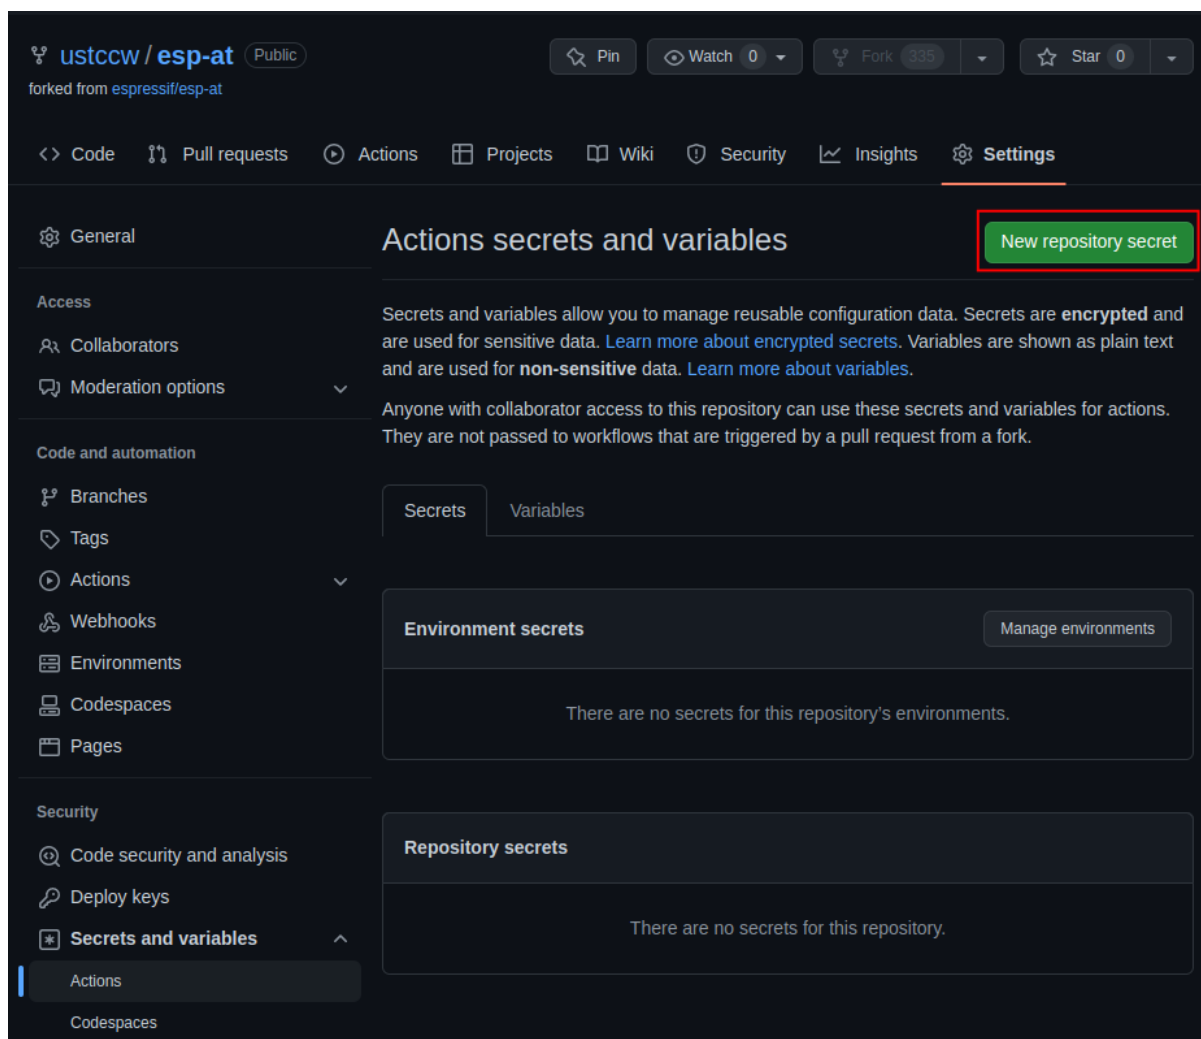 ustccw / esp-at Public
Pin
Watch 0
Fork 335
Star 0
forked from espressif/esp-at
Code
Pull requests
Actions
Projects
Wiki
Security
Insights
Settings
General
Access
Collaborators
Moderation options
Code and automation
Branches
Tags
Actions
Webhooks
Environments
Codespaces
Pages
Security
Code security and analysis
Deploy keys
Secrets and variables
Actions
Codespaces
Actions secrets and variables
New repository secret
Secrets and variables allow you to manage reusable configuration data. Secrets are encrypted and
are used for sensitive data. Learn more about encrypted secrets. Variables are shown as plain text
and are used for non-sensitive data. Learn more about variables.
Anyone with collaborator access to this repository can use these secrets and variables for actions.
They are not passed to workflows that are triggered by a pull request from a fork.
Secrets
Variables
Environment secrets
Manage environments
There are no secrets for this repository's environments.
Repository secrets
There are no secrets for this repository.